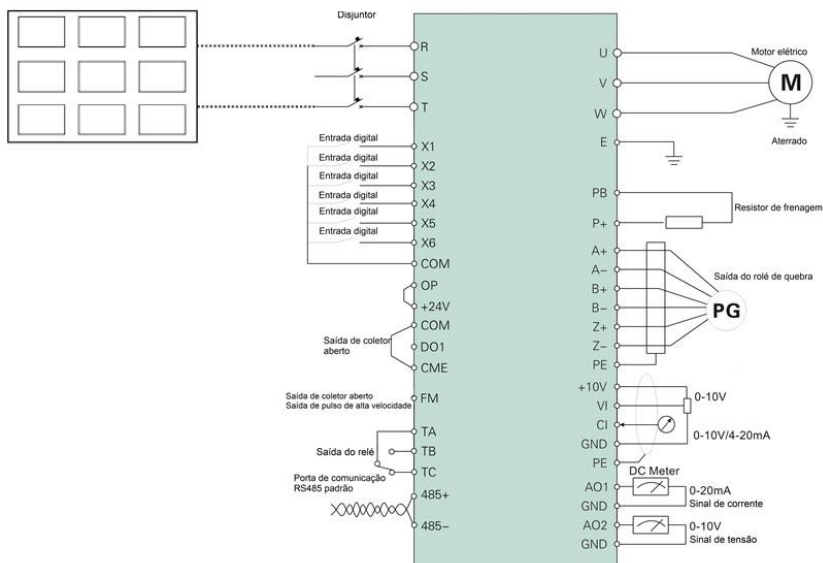 Disjuntor
R
S
T
Entrada digital
X1
Entrada digital
X2
Entrada digital
X3
Entrada digital
X4
Entrada digital
X5
Entrada digital
X6
COM
OP
+24V
COM
Saída de coletor
aberto
DO1
CME
Saída de coletor aberto
Saída de pulso de alta velocidade
FM
TA
Saída do relé
TB
TC
Porta de comunicação
RS485 padrão
485+
485−
U
Motor elétrico
V
M
W
E
Aterrado
PB
Resistor de frenagem
P+
A+
A−
Saída do rolé de quebra
B+
B−
PG
Z+
Z−
PE
+10V
0-10V
VI
CI
0-10V/4-20mA
GND
PE
DC Meter
AO1
0-20mA
GND
Sinal de corrente
AO2
0-10V
Sinal de tensão
GND